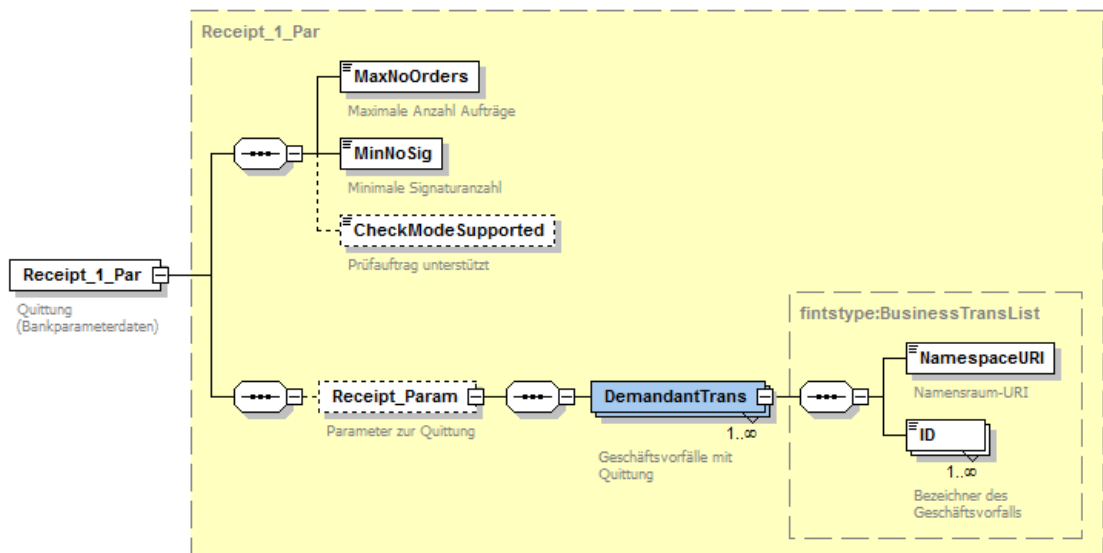 Receipt_1_Par
MaxNoOrders
Maximale Anzahl Aufträge
MinNoSig
Minimale Signaturanzahl
CheckModeSupported
Prüfauftrag unterstützt
Receipt_1_Par
Quittung
(Bankparameterdaten)
Receipt_Param
Parameter zur Quittung
DemandantTrans
1..∞
Geschäftsvorfälle mit
Quittung
fintstype:BusinessTransList
NamespaceURI
Namensraum-URI
ID
1..∞
Bezeichner des
Geschäftsvorfalls